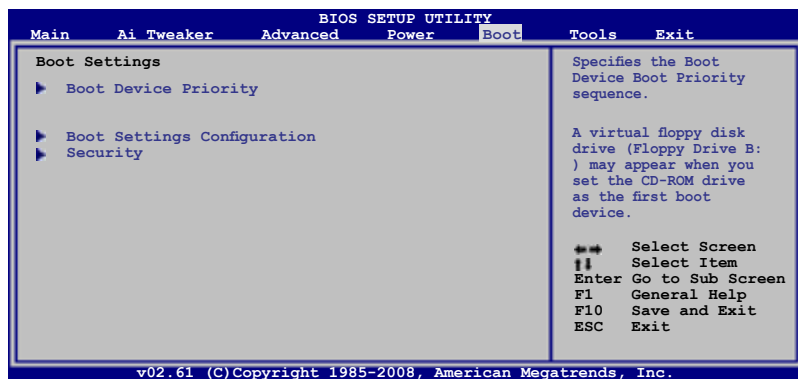 BIOS SETUP UTILITY
Main Ai Tweaker Advanced Power Boot Tools Exit
Boot Settings
Boot Device Priority
Boot Settings Configuration
Security
Specifies the Boot
Device Boot Priority
sequence.
A virtual floppy disk
drive (Floppy Drive B:
) may appear when you
set the CD-ROM drive
as the first boot
device.
Select Screen
Select Item
Enter Go to Sub Screen
F1 General Help
F10 Save and Exit
ESC Exit
v02.61 (C)Copyright 1985-2008, American Megatrends, Inc.